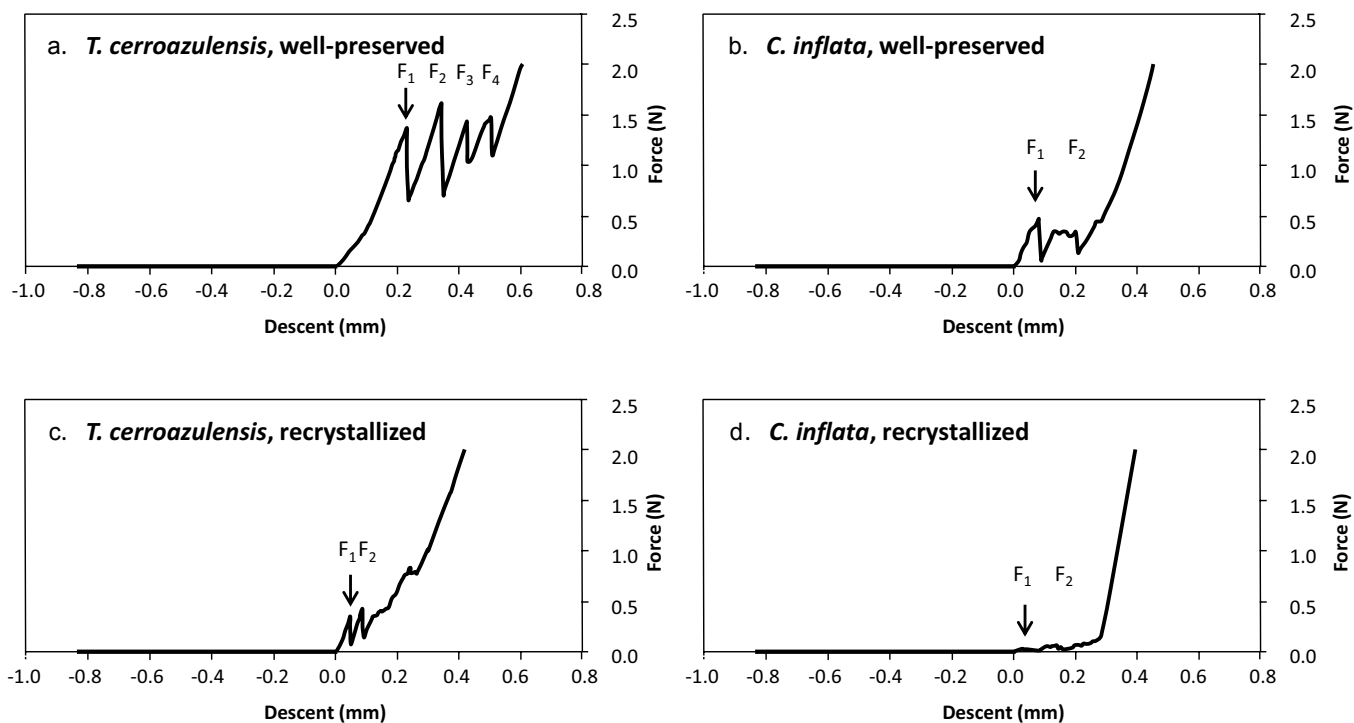 a. T. cerroazulensis, well-preserved
F1 F2 F3 F4
2.5
2.0
1.5
1.0
0.5
0.0
Force (N)
-1.0 -0.8 -0.6 -0.4 -0.2 0.0 0.2 0.4 0.6 0.8
Descent (mm)
b. C. inflata, well-preserved
F1 F2
2.5
2.0
1.5
1.0
0.5
0.0
Force (N)
-1.0 -0.8 -0.6 -0.4 -0.2 0.0 0.2 0.4 0.6 0.8
Descent (mm)
c. T. cerroazulensis, recrystallized
F1 F2
2.5
2.0
1.5
1.0
0.5
0.0
Force (N)
-1.0 -0.8 -0.6 -0.4 -0.2 0.0 0.2 0.4 0.6 0.8
Descent (mm)
d. C. inflata, recrystallized
F1 F2
2.5
2.0
1.5
1.0
0.5
0.0
Force (N)
-1.0 -0.8 -0.6 -0.4 -0.2 0.0 0.2 0.4 0.6 0.8
Descent (mm)